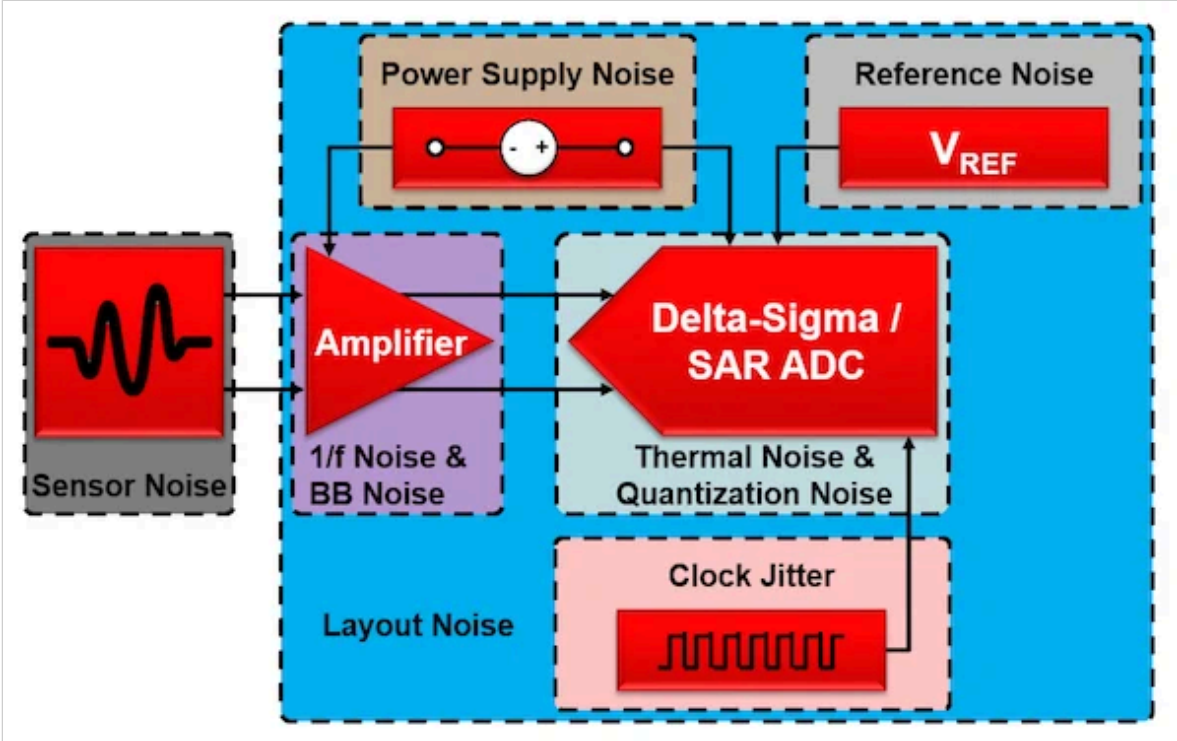 Power Supply Noise
- +
Reference Noise
VREF
Amplifier
Delta-Sigma /
SAR ADC
Sensor Noise
1/f Noise &
BB Noise
Thermal Noise &
Quantization Noise
Clock Jitter
Layout Noise